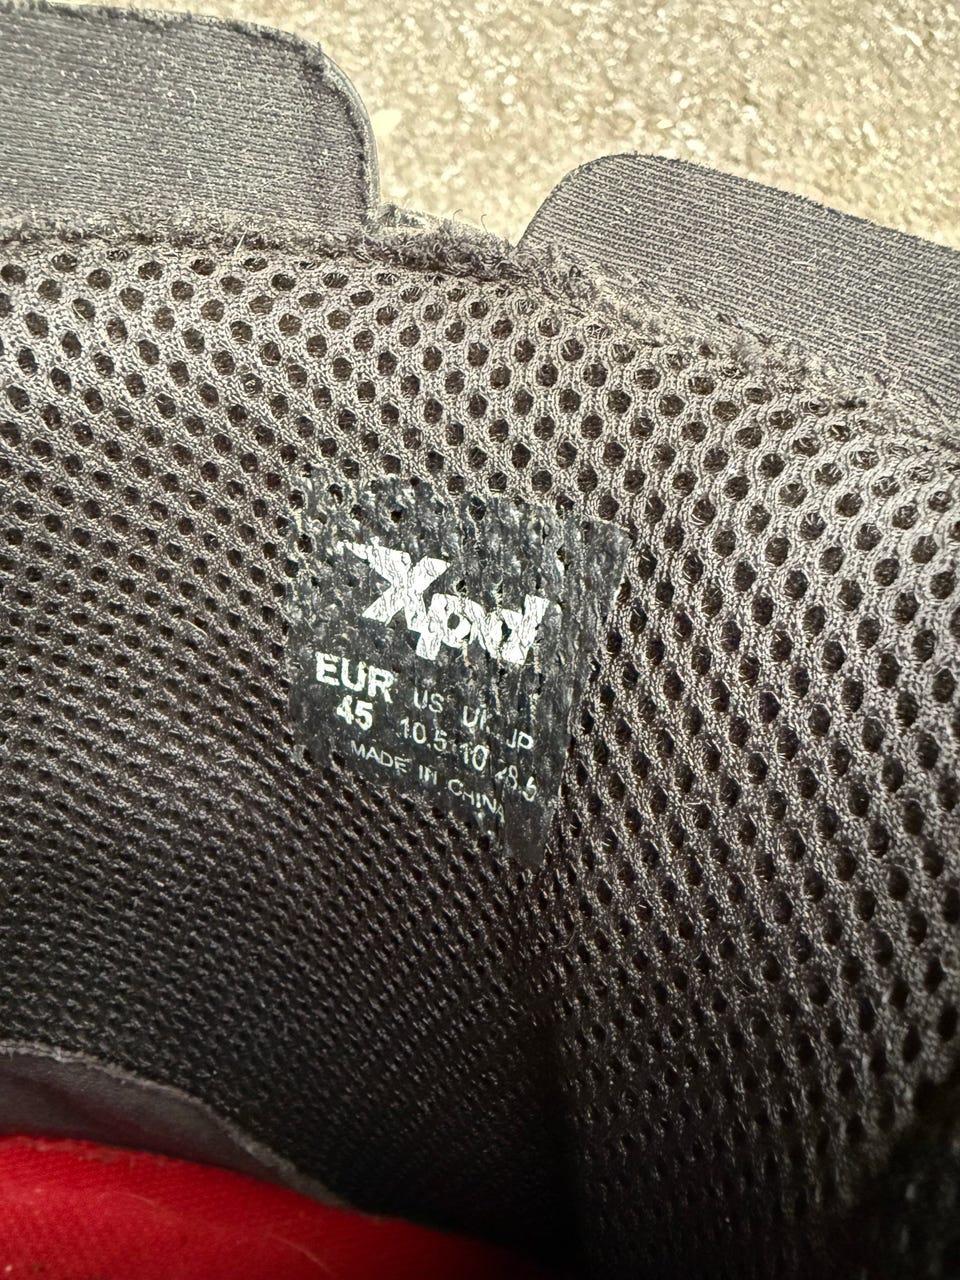 Xpd
EUR US UK JP
45 10.5 10 28.5
MADE IN CHINA